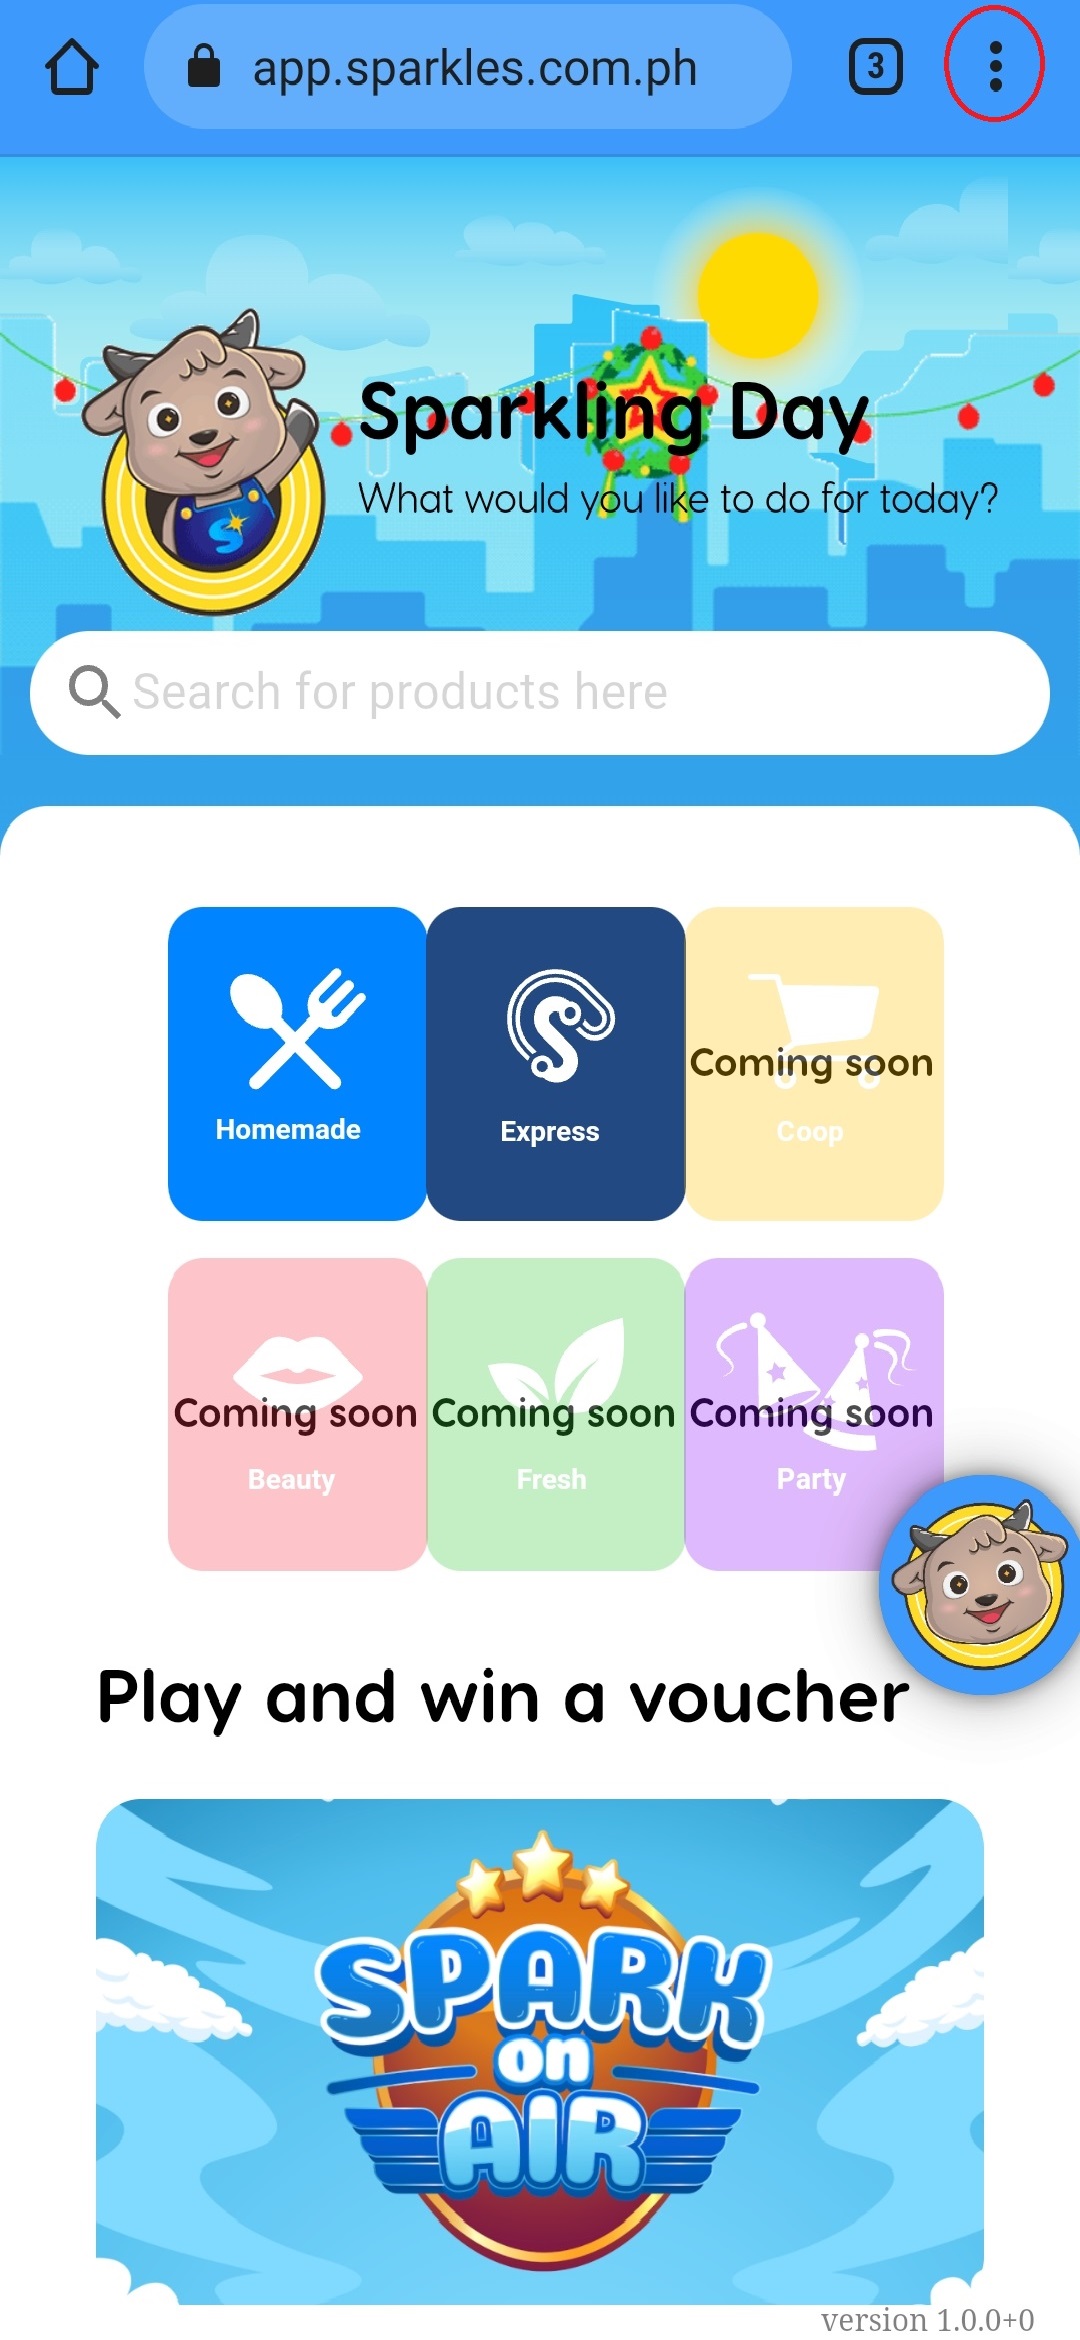 app.sparkles.com.ph
3
Sparkling Day
What would you like to do for today?
Search for products here
Homemade
Express
Coming soon
Coop
Coming soon
Coming soon
Coming soon
Beauty
Fresh
Party
Play and win a voucher
SPARK
on
AIR
version 1.0.0+0